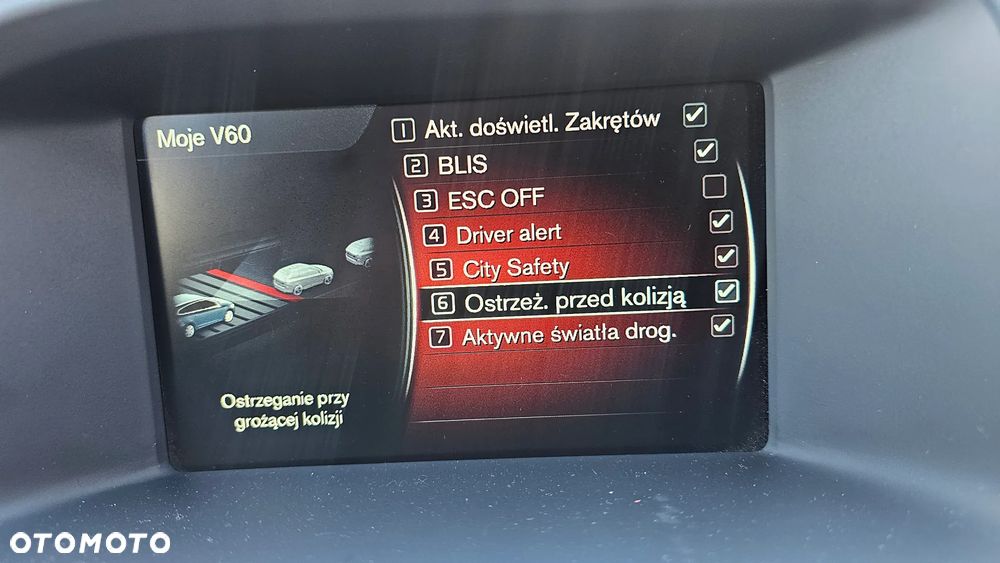 Moje V60
1 Akt. doświetl. Zakrętów
2 BLIS
3 ESC OFF
4 Driver alert
5 City Safety
6 Ostrzeż. przed kolizją
7 Aktywne światła drog.
Ostrzeganie przy
grożącej kolizji
OTOMOTO